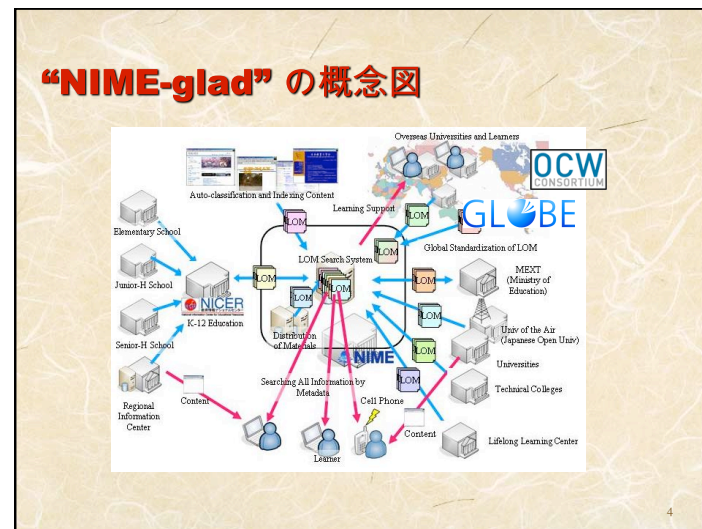 “NIME-glad” の概念図
Overseas Universities and Learners
OCW
CONSORTIUM
Auto-classification and Indexing Content
Learning Support
LOM
LOM
LOM
GLOBE
Elementary School
Global Standardization of LOM
LOM Search System
Junior-H School
LOM
LOM
LOM
LOM
MEXT
(Ministry of
Education)
NICER
K-12 Education
LOM
Univ of the Air
(Japanese Open Univ)
Senior-H School
Distribution
of Materials
NIME
LOM
Universities
Searching All Information by
Metadata
LOM
Technical Colleges
Regional
Information
Center
Content
Cell Phone
Content
Learner
Lifelong Learning Center
4